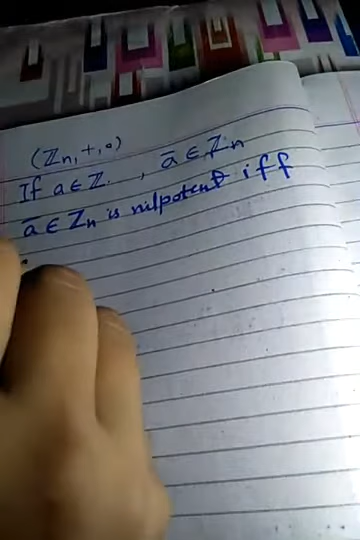 (ℤn, +, ∘)
If a ∈ ℤ. , a̅ ∈ ℤn
a̅ ∈ ℤn is nilpotent iff